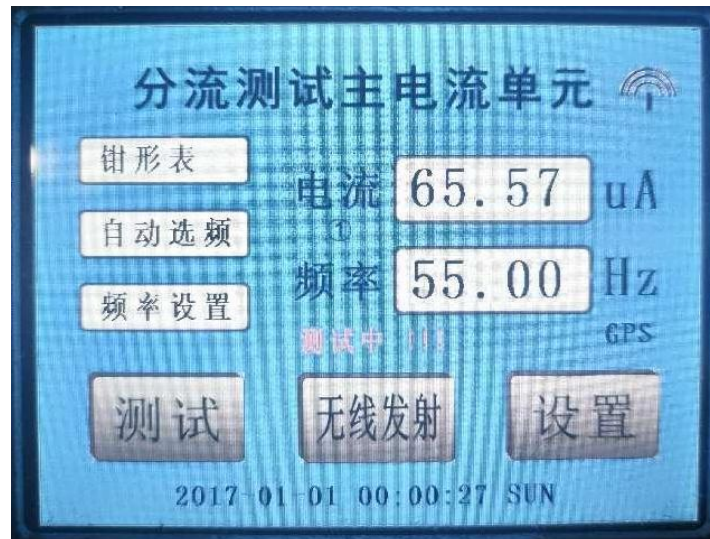 分流测试主电流单元
钳形表
电流 65.57 uA
自动选频
①
频率 55.00 Hz
频率设置
测试中 !!!
GPS
测试 无线发射 设置
2017-01-01 00:00:27 SUN